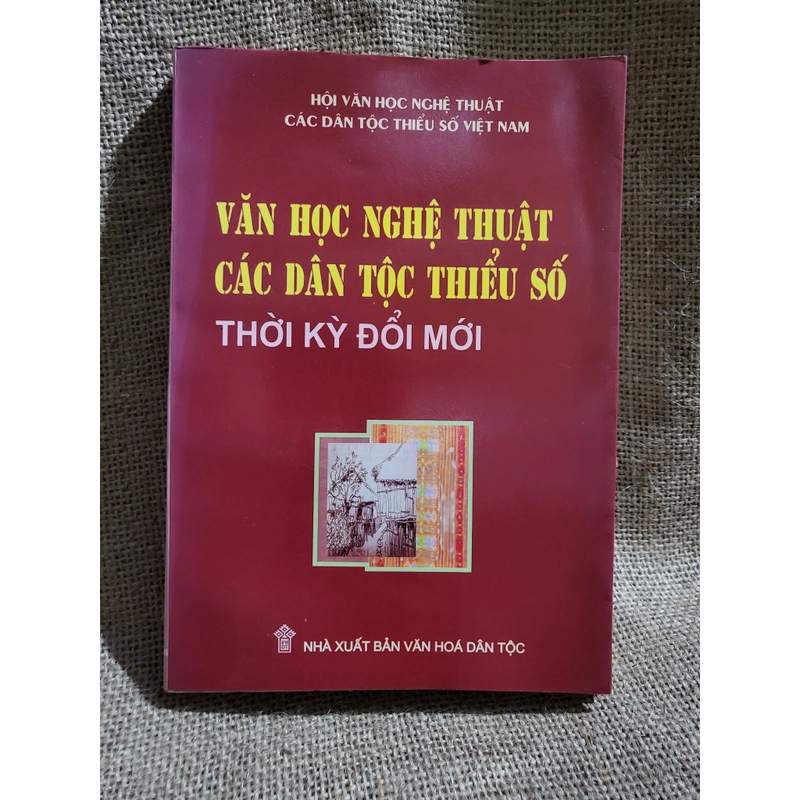 HỘI VĂN HỌC NGHỆ THUẬT
CÁC DÂN TỘC THIỂU SỐ VIỆT NAM
VĂN HỌC NGHỆ THUẬT
CÁC DÂN TỘC THIỂU SỐ
THỜI KỲ ĐỔI MỚI
NHÀ XUẤT BẢN VĂN HOÁ DÂN TỘC